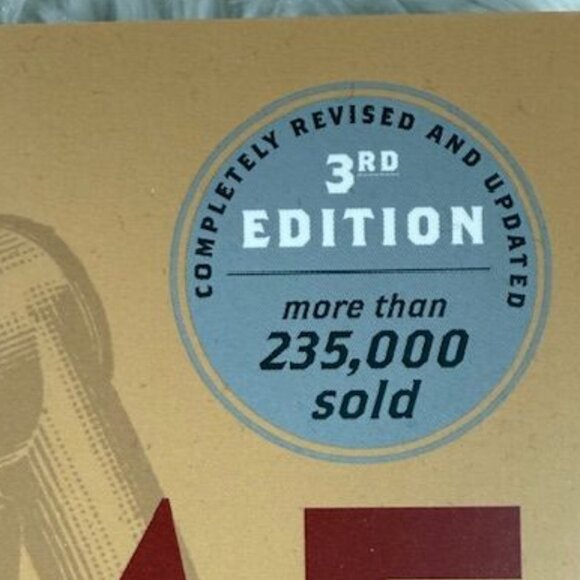 COMPLETELY REVISED AND UPDATED
3RD
EDITION
more than
235,000
sold